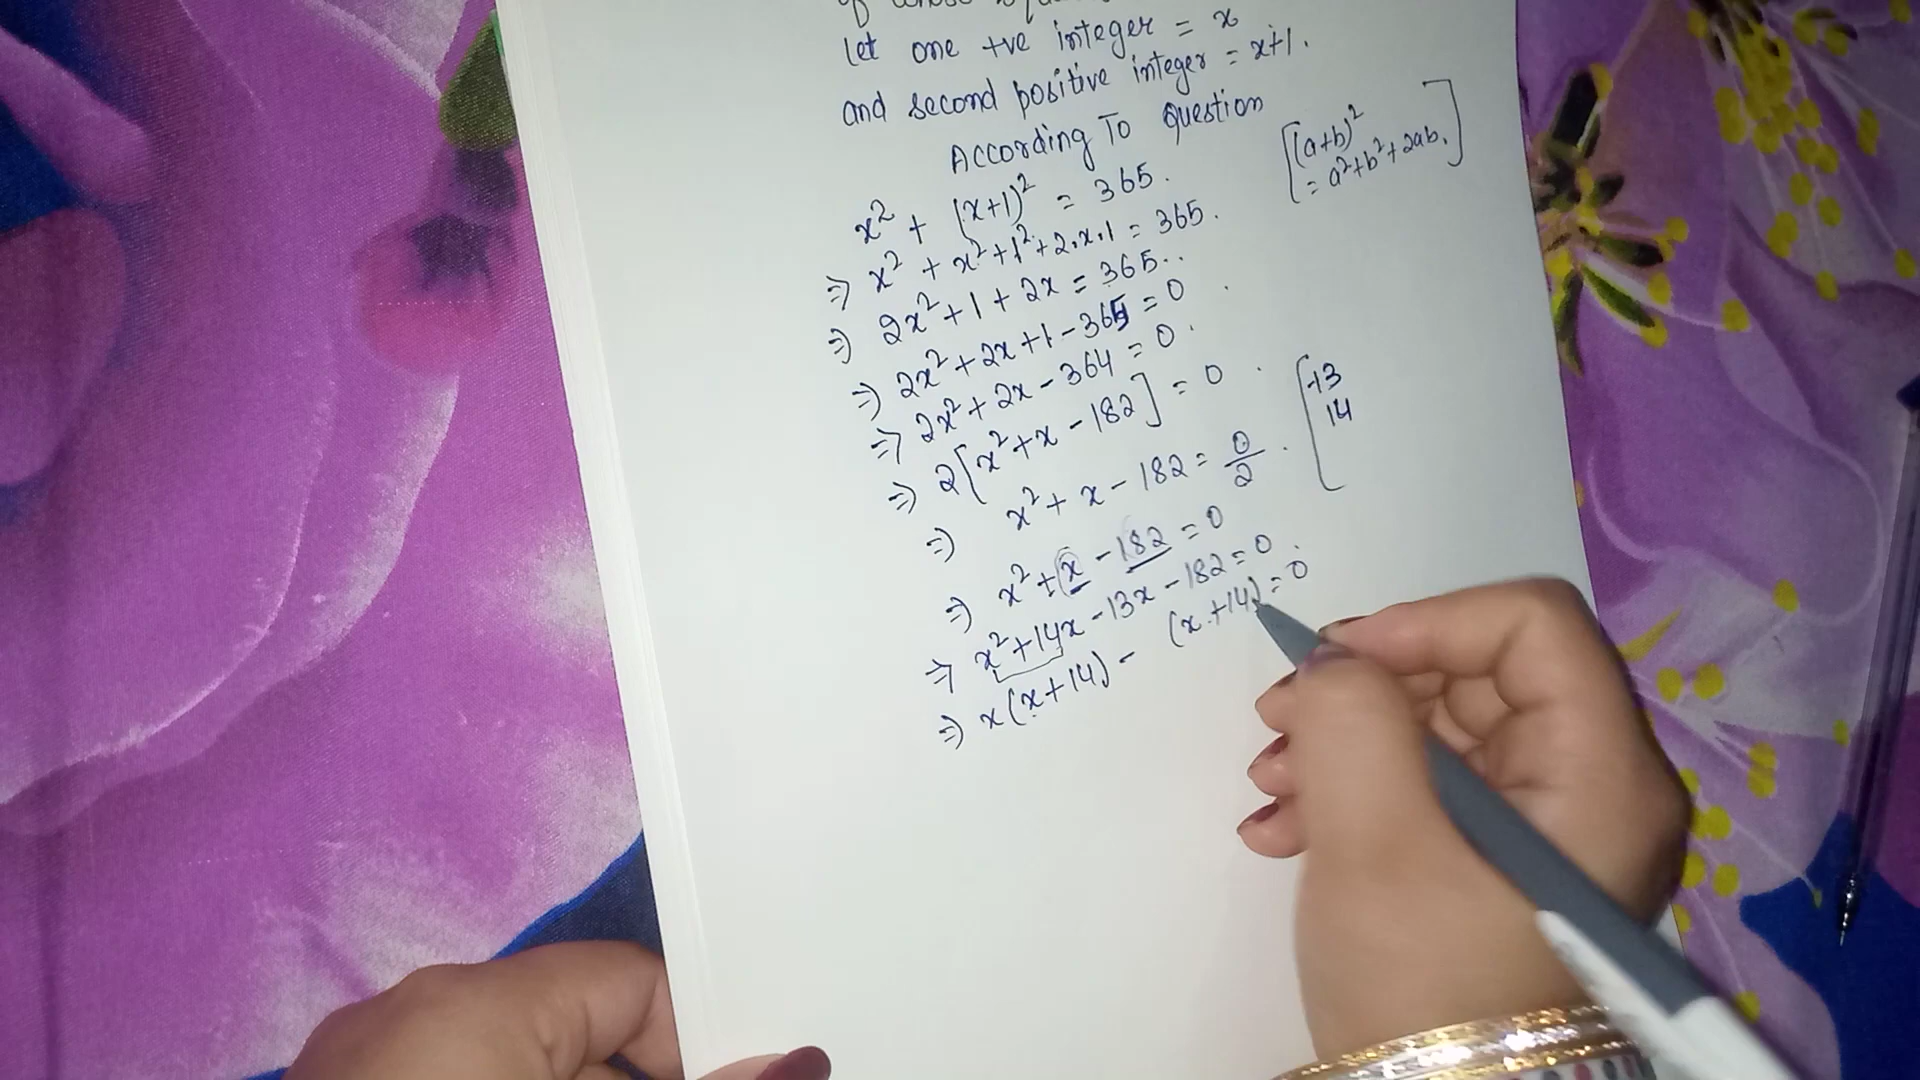 of whose
Let one +ve integer = x
and second positive integer = x+1.
According To question
x² + (x+1)² = 365.
[(a+b)²
= a²+b²+2ab.]
⇒ x² + x²+1²+2.x.1 = 365.
⇒ 2x²+1+2x = 365..
⇒ 2x²+2x+1-365 = 0
⇒ 2x²+2x-364 = 0.
⇒ 2[x²+x-182] = 0.
⇒ x²+x-182 = 0/2.
[13
14
⇒ x²+x-182 = 0
⇒ x²+14x-13x-182=0.
⇒ x(x+14)- (x+14)=0